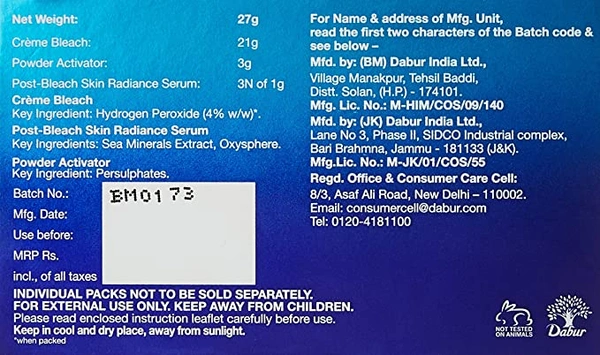 Net Weight: 27g
Crème Bleach: 21g
Powder Activator: 3g
Post-Bleach Skin Radiance Serum: 3N of 1g
Crème Bleach
Key Ingredient: Hydrogen Peroxide (4% w/w)*.
Post-Bleach Skin Radiance Serum
Key Ingredients: Sea Minerals Extract, Oxysphere.
Powder Activator
Key Ingredient: Persulphates.
Batch No.: BM0173
Mfg. Date:
Use before:
MRP Rs.
incl., of all taxes
INDIVIDUAL PACKS NOT TO BE SOLD SEPARATELY.
FOR EXTERNAL USE ONLY. KEEP AWAY FROM CHILDREN.
Please read enclosed instruction leaflet carefully before use.
Keep in cool and dry place, away from sunlight.
*when packed
For Name & address of Mfg. Unit,
read the first two characters of the Batch code &
see below –
Mfd. by: (BM) Dabur India Ltd.,
Village Manakpur, Tehsil Baddi,
Distt. Solan, (H.P.) - 174101.
Mfg. Lic. No.: M-HIM/COS/09/140
Mfd. by: (JK) Dabur India Ltd.,
Lane No 3, Phase II, SIDCO Industrial complex,
Bari Brahmna, Jammu - 181133 (J&K).
Mfg.Lic. No.: M-JK/01/COS/55
Regd. Office & Consumer Care Cell:
8/3, Asaf Ali Road, New Delhi – 110002.
Email: consumercell@dabur.com
Tel: 0120-4181100
NOT TESTED
ON ANIMALS
Dabur